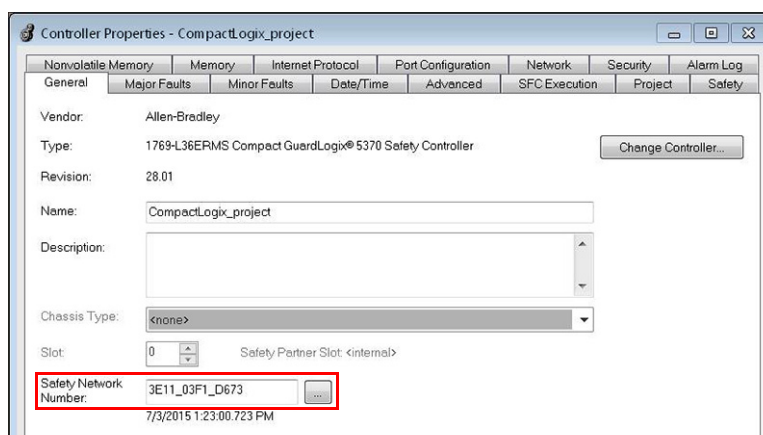 Controller Properties - CompactLogix_project
Nonvolatile Memory Memory Internet Protocol Port Configuration Network Security Alarm Log
General Major Faults Minor Faults Date/Time Advanced SFC Execution Project Safety
Vendor: Allen-Bradley
Type: 1769-L36ERMS Compact GuardLogix® 5370 Safety Controller Change Controller...
Revision: 28.01
Name: CompactLogix_project
Description:
Chassis Type: <none>
Slot: 0 Safety Partner Slot: <internal>
Safety Network
Number: 3E11_03F1_D673 ...
7/3/2015 1:23:00.723 PM